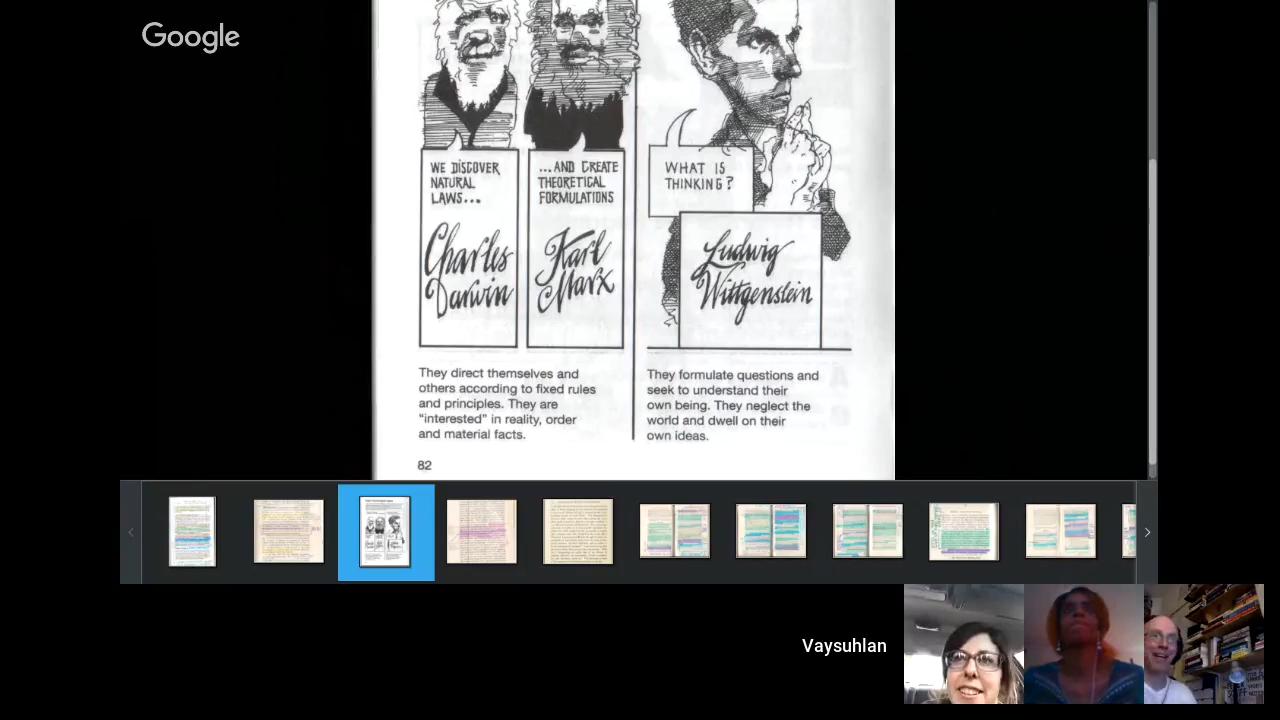 Google
WE DISCOVER
NATURAL
LAWS...
Charles
Darwin
...AND CREATE
THEORETICAL
FORMULATIONS
Karl
Marx
WHAT IS
THINKING?
Ludwig
Wittgenstein
They direct themselves and
others according to fixed rules
and principles. They are
“interested” in reality, order
and material facts.
82
They formulate questions and
seek to understand their
own being. They neglect the
world and dwell on their
own ideas.
Vaysuhlan